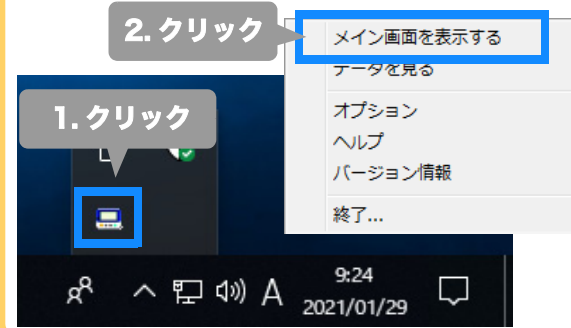 2. クリック
メイン画面を表示する
データを見る
1. クリック
オプション
ヘルプ
バージョン情報
終了...
A
9:24
2021/01/29